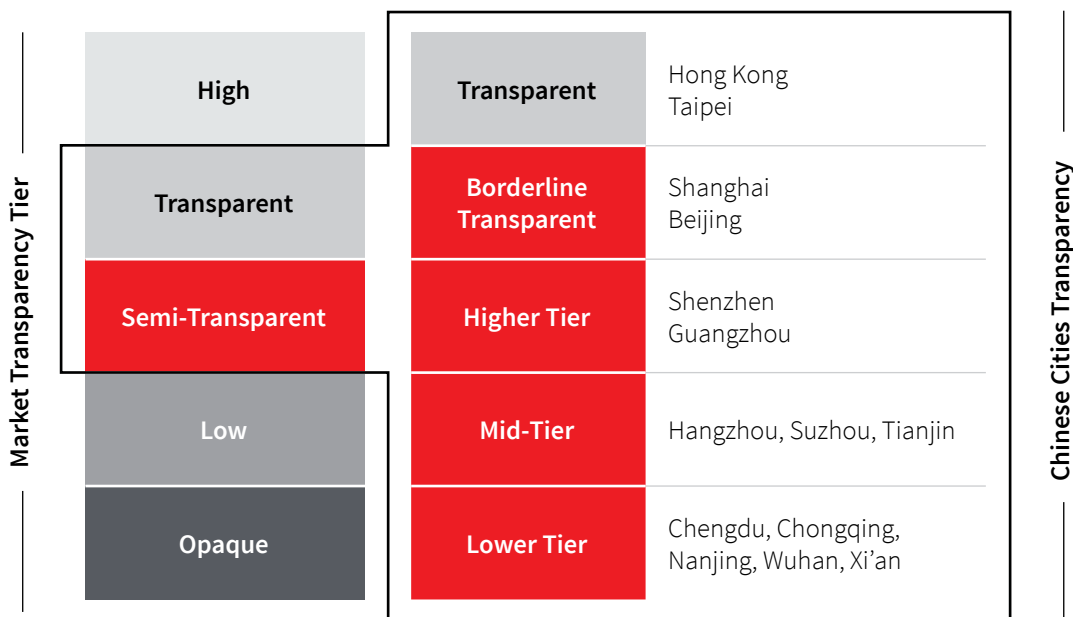 Market Transparency Tier
High
Transparent
Semi-Transparent
Low
Opaque
Transparent
Hong Kong
Taipei
Borderline
Transparent
Shanghai
Beijing
Higher Tier
Shenzhen
Guangzhou
Mid-Tier
Hangzhou, Suzhou, Tianjin
Lower Tier
Chengdu, Chongqing,
Nanjing, Wuhan, Xi’an
Chinese Cities Transparency